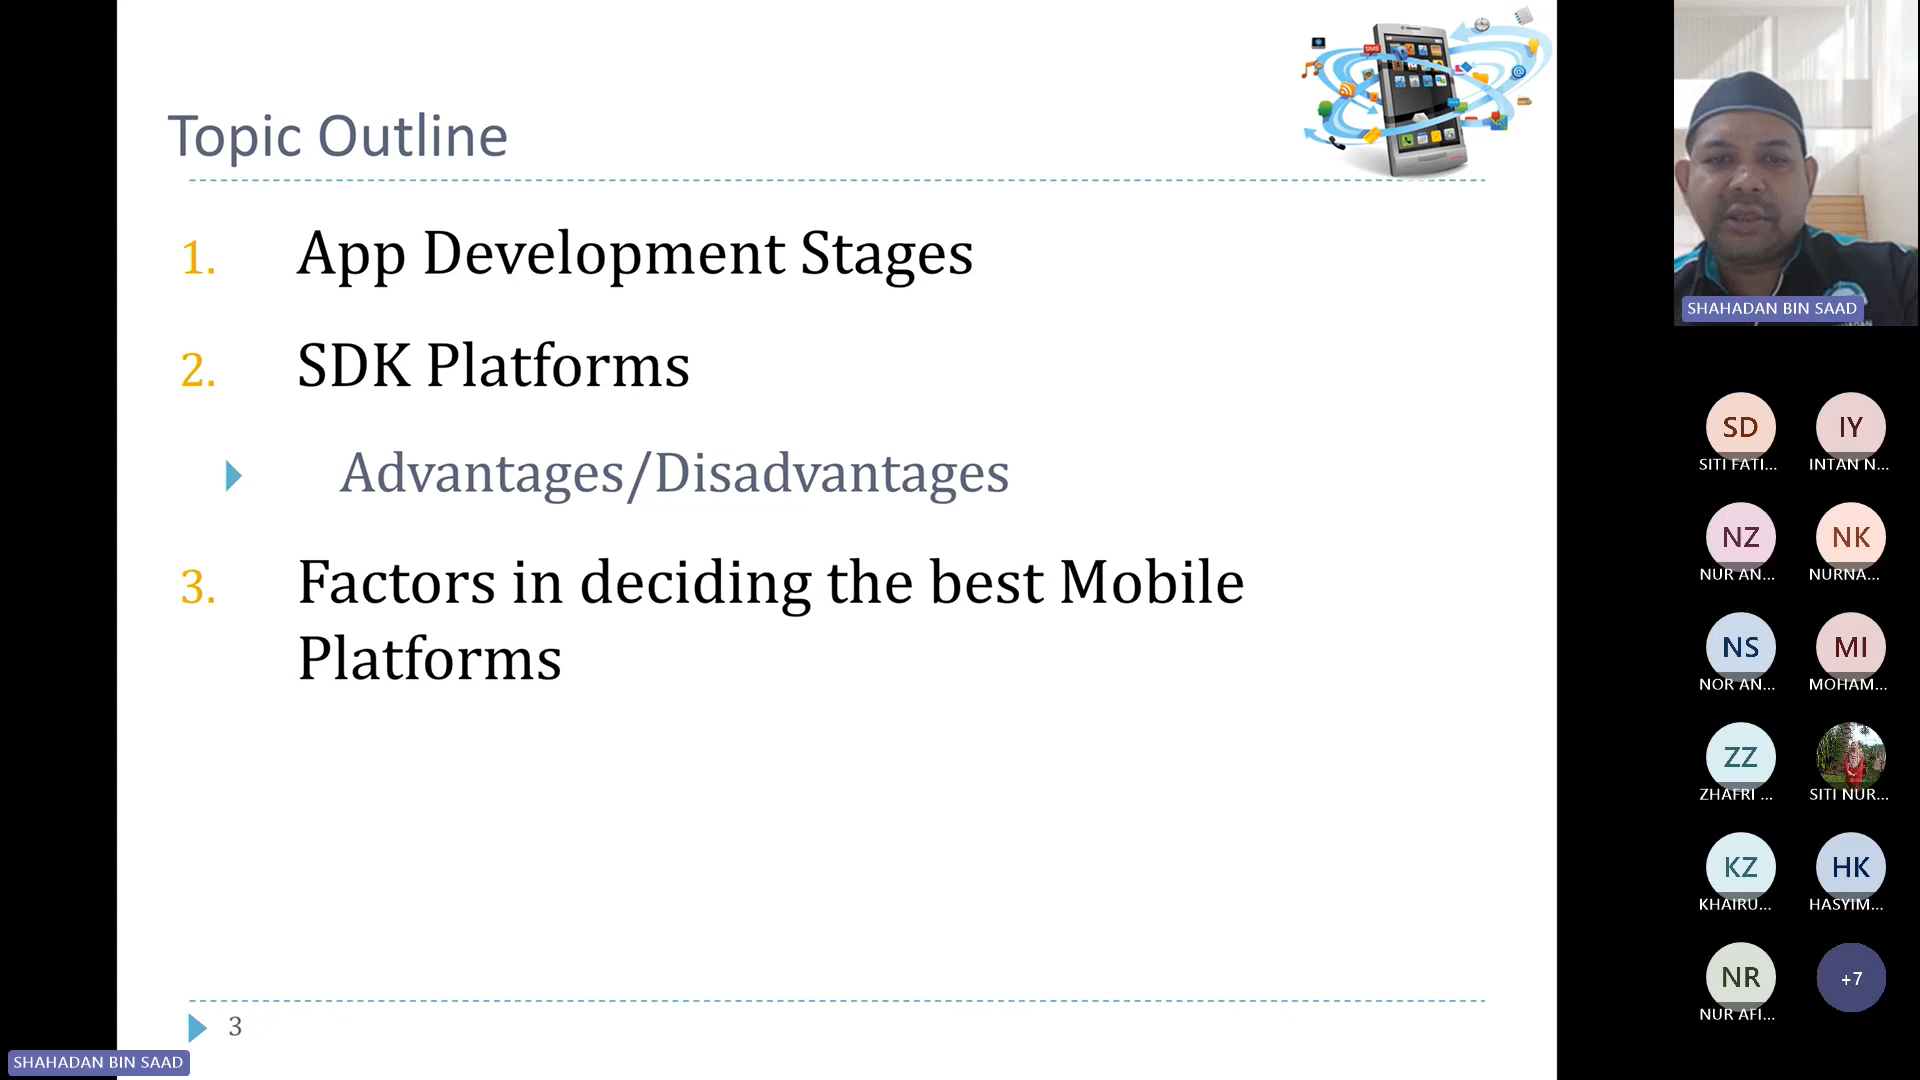 Topic Outline
1. App Development Stages
2. SDK Platforms
Advantages/Disadvantages
3. Factors in deciding the best Mobile
Platforms
3
SHAHADAN BIN SAAD
SHAHADAN BIN SAAD
SD
SITI FATI...
IY
INTAN N...
NZ
NUR AN...
NK
NURNA...
NS
NOR AN...
MI
MOHAM...
ZZ
ZHAFRI ...
SITI NUR...
KZ
KHAIRU...
HK
HASYIM...
NR
NUR AFI...
+7